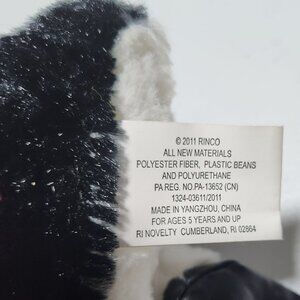 © 2011 RINCO
ALL NEW MATERIALS
POLYESTER FIBER, PLASTIC BEANS
AND POLYURETHANE
PA REG. NO.PA-13652 (CN)
1324-03611/2011
MADE IN YANGZHOU, CHINA
FOR AGES 5 YEARS AND UP
RI NOVELTY CUMBERLAND, RI 02864